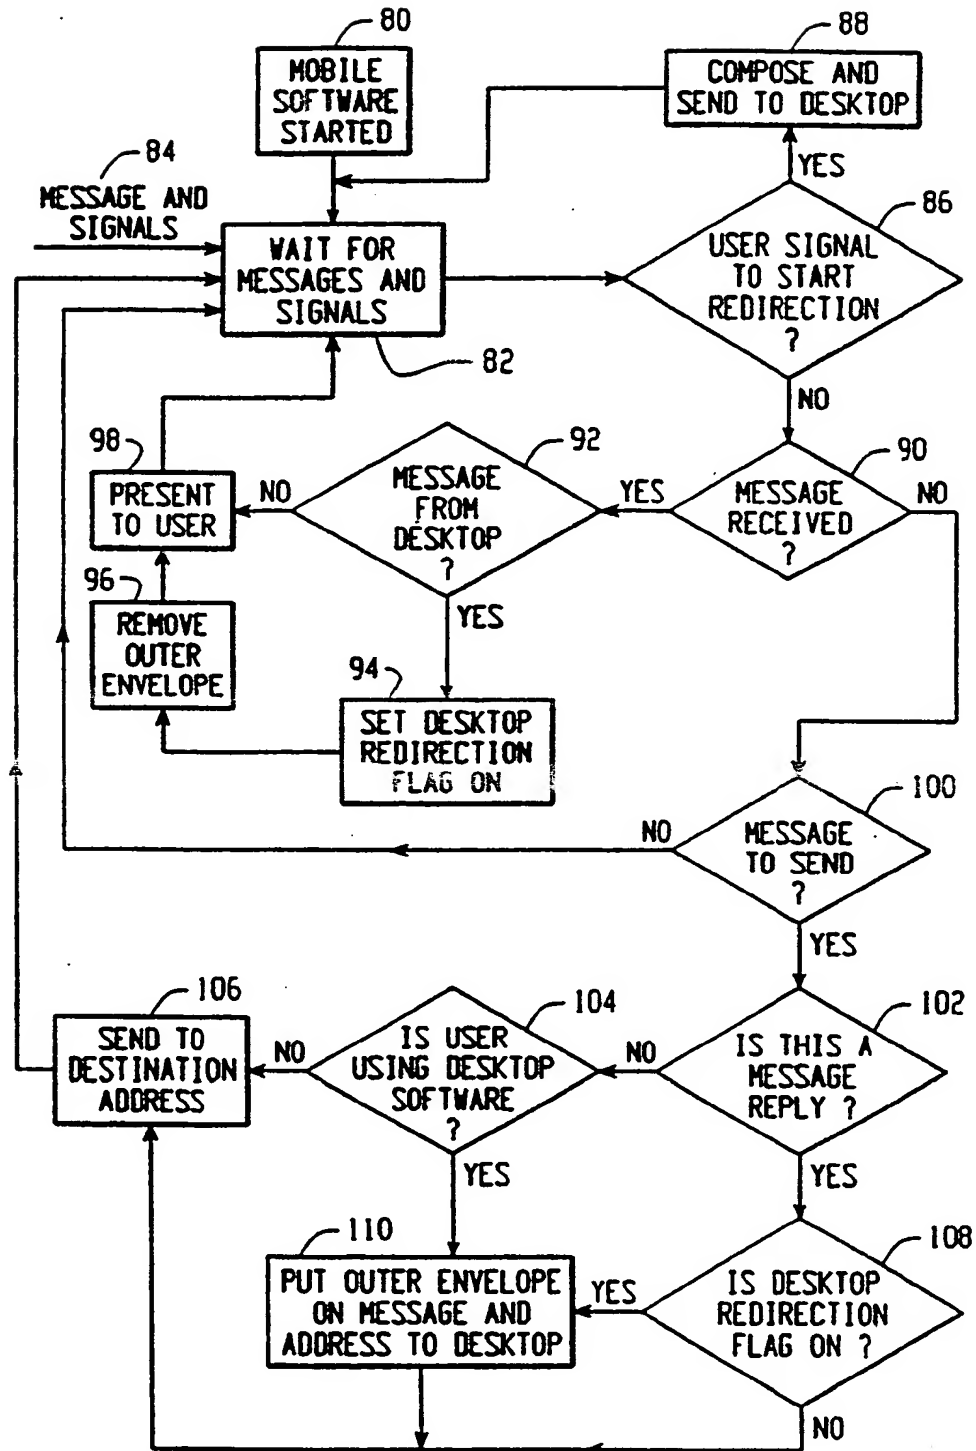 80
MOBILE
SOFTWARE
STARTED
88
COMPOSE AND
SEND TO DESKTOP
YES
84
MESSAGE AND
SIGNALS
WAIT FOR
MESSAGES AND
SIGNALS
82
86
USER SIGNAL
TO START
REDIRECTION
?
NO
98
PRESENT
TO USER
NO
92
MESSAGE
FROM
DESKTOP
?
YES
90
MESSAGE
RECEIVED
?
NO
96
REMOVE
OUTER
ENVELOPE
YES
94
SET DESKTOP
REDIRECTION
FLAG ON
100
NO
MESSAGE
TO SEND
?
YES
106
SEND TO
DESTINATION
ADDRESS
NO
104
IS USER
USING DESKTOP
SOFTWARE
?
NO
102
IS THIS A
MESSAGE
REPLY ?
YES
YES
110
PUT OUTER ENVELOPE
ON MESSAGE AND
ADDRESS TO DESKTOP
YES
108
IS DESKTOP
REDIRECTION
FLAG ON ?
NO